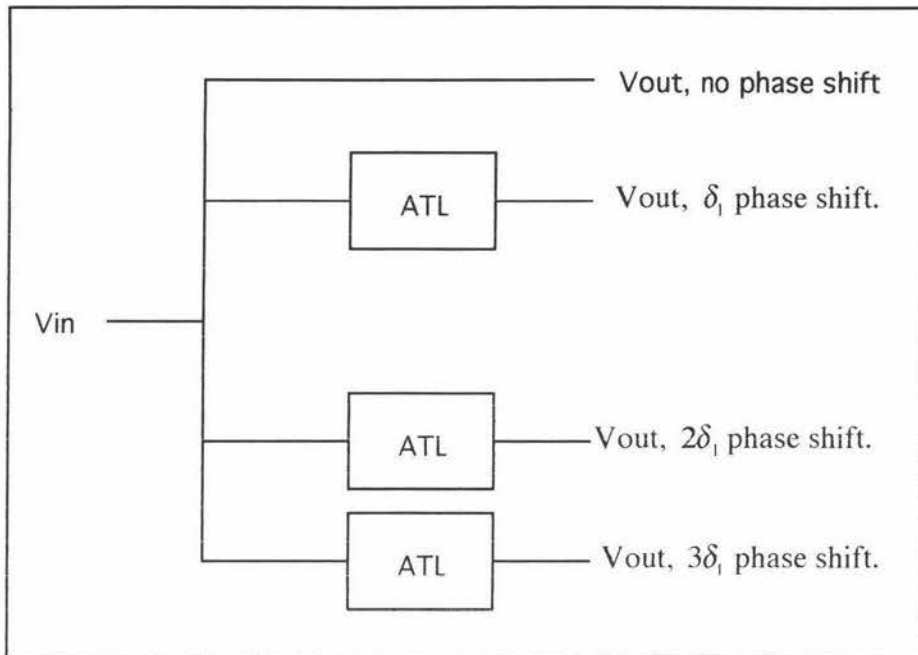 Vout, no phase shift
ATL
Vout, δ₁ phase shift.
Vin
ATL
Vout, 2δ₁ phase shift.
ATL
Vout, 3δ₁ phase shift.